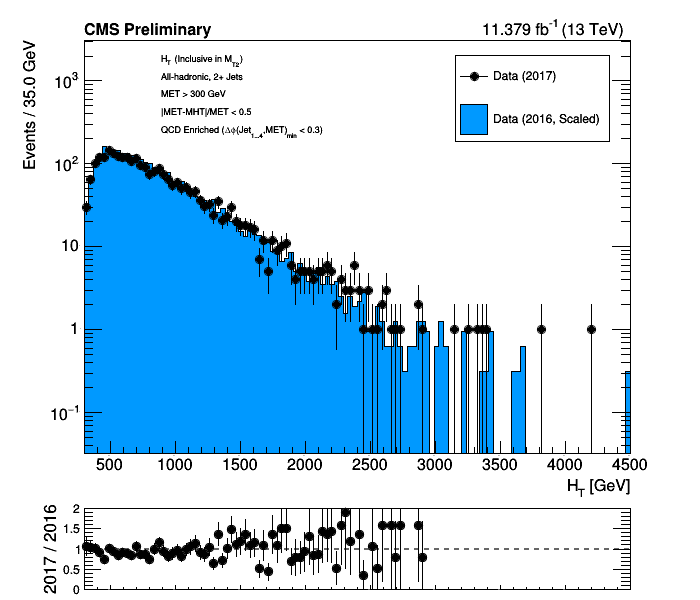 CMS Preliminary 11.379 fb⁻¹ (13 TeV)
Events / 35.0 GeV
H_T (Inclusive in M_T2)
All-hadronic, 2+ Jets
MET > 300 GeV
|MET-MHT|/MET < 0.5
QCD Enriched (Δϕ(Jet_1...4,MET)_min < 0.3)
Data (2017)
Data (2016, Scaled)
10³
10²
10
1
10⁻¹
500 1000 1500 2000 2500 3000 3500 4000 4500
H_T [GeV]
2017 / 2016
2
1.5
1
0.5
0